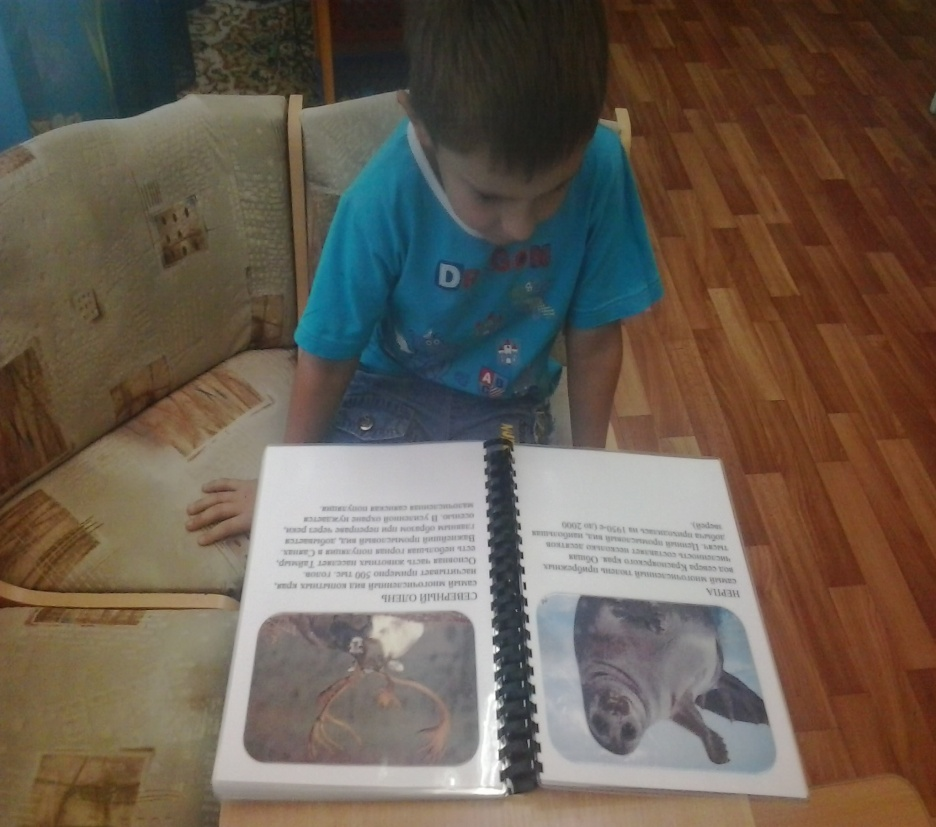 DRAGON
НЕРПА
самый многочисленный тюлень прибрежных
вод севера Красноярского края. Общая
численность составляет несколько десятков
тысяч. Ценный промысловый вид, наибольшая
добыча приходилась на 1950-е (до 2000
зверей).
СЕВЕРНЫЙ ОЛЕНЬ
самый многочисленный вид копытных края,
насчитывает примерно 500 тыс. голов.
Основная часть животных населяет Таймыр,
есть небольшая горная популяция в Саянах.
Важнейший промысловый вид, добывается
главным образом при переправе через реки,
осенью. В усиленной охране нуждается
малочисленная саянская популяция.